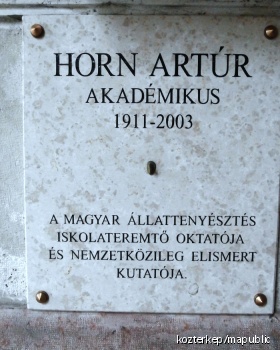 HORN ARTÚR
AKADÉMIKUS
1911-2003
A MAGYAR ÁLLATTENYÉSZTÉS
ISKOLATEREMTŐ OKTATÓJA
ÉS NEMZETKÖZILEG ELISMERT
KUTATÓJA.
kozterkep/mapublic